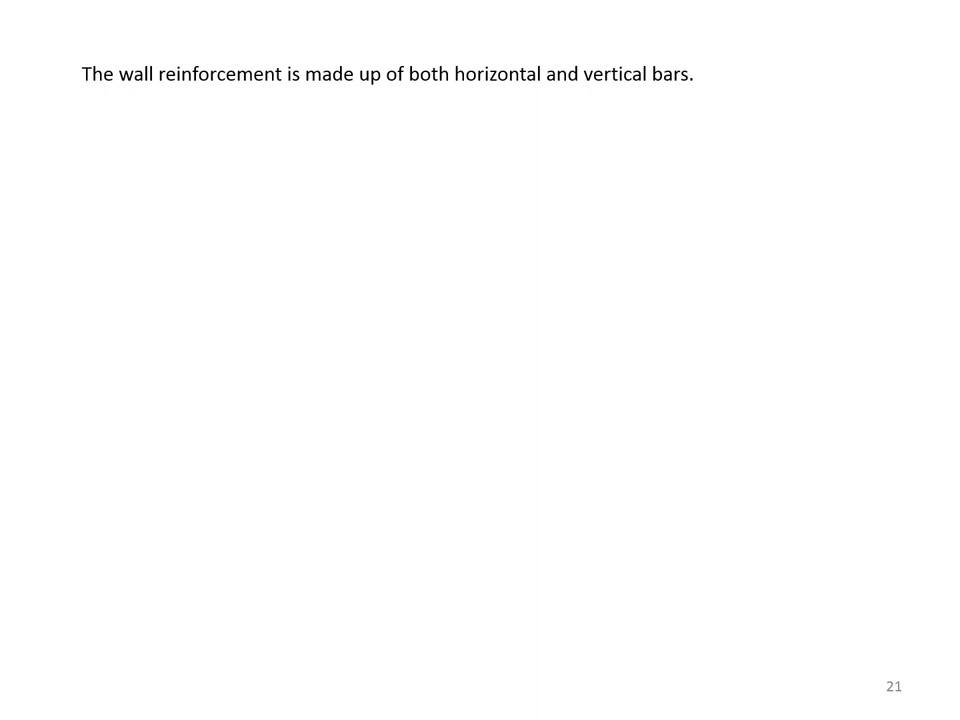 The wall reinforcement is made up of both horizontal and vertical bars.
21